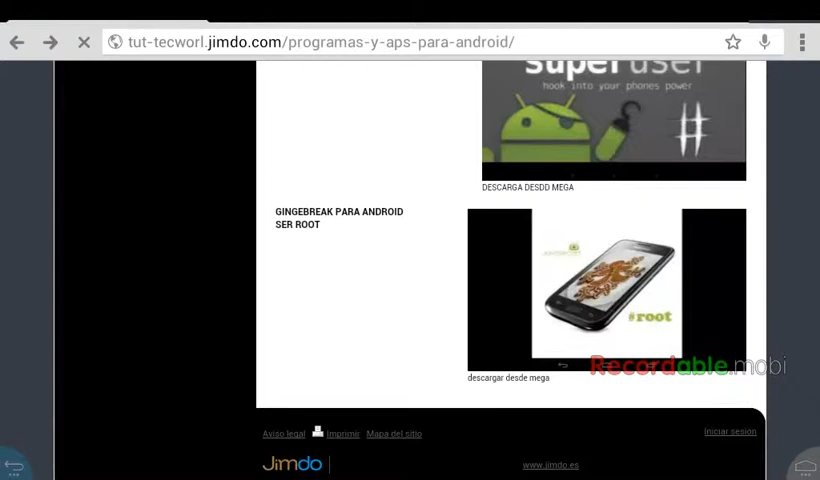 tut-tecworl.jimdo.com/programas-y-aps-para-android/
superuser
hook into your phones power
#
DESCARGA DESDD MEGA
GINGEBREAK PARA ANDROID
SER ROOT
#root
Recordable.mobi
descargar desde mega
Aviso legal Imprimir Mapa del sitio
Iniciar sesión
Jimdo
www.jimdo.es